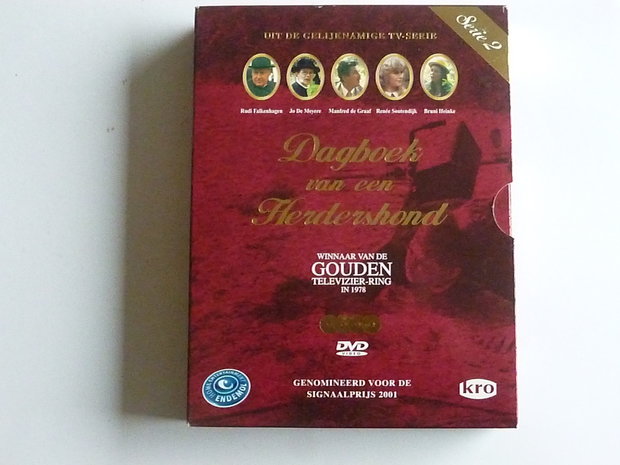 UIT DE GELIJENAMIGE TV-SERIE
Serie 2
Rudi Falkenhagen
Jo De Meyere
Manfred de Graaf
Renée Soutendijk
Bruni Heinke
Dagboek
van een
Herdershond
WINNAAR VAN DE
GOUDEN
TELEVIZIER-RING
IN 1978
DVD
VIDEO
GENOMINEERD VOOR DE
SIGNAALPRIJS 2001
ENDEMOL
kro